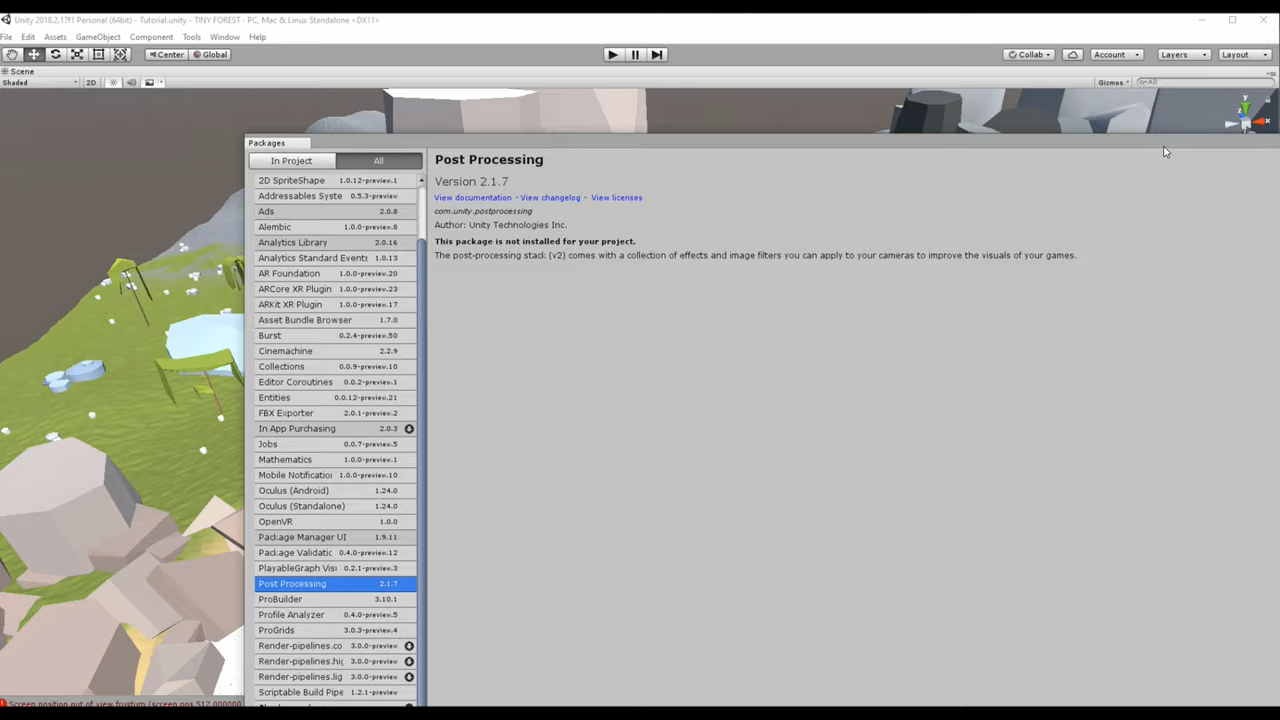 Unity 2018.2.17f1 Personal (64bit) - Tutorial.unity - TINY FOREST - PC, Mac & Linux Standalone <DX11>
File Edit Assets GameObject Component Tools Window Help
Center Global Collab Account Layers Layout
Scene
Shaded 2D Gizmos All
Packages
In Project All
2D SpriteShape 1.0.12-preview.1
Addressables Syste 0.5.3-preview
Ads 2.0.8
Alembic 1.0.0-preview.8
Analytics Library 2.0.16
Analytics Standard Events 1.0.13
AR Foundation 1.0.0-preview.20
ARCore XR Plugin 1.0.0-preview.23
ARKit XR Plugin 1.0.0-preview.17
Asset Bundle Browser 1.7.0
Burst 0.2.4-preview.50
Cinemachine 2.2.9
Collections 0.0.9-preview.10
Editor Coroutines 0.0.2-preview.1
Entities 0.0.12-preview.21
FBX Exporter 2.0.1-preview.2
In App Purchasing 2.0.3
Jobs 0.0.7-preview.5
Mathematics 1.0.0-preview.1
Mobile Notificatio 1.0.0-preview.10
Oculus (Android) 1.24.0
Oculus (Standalone) 1.24.0
OpenVR 1.0.0
Package Manager UI 1.9.11
Package Validatic 0.4.0-preview.12
PlayableGraph Visu 0.2.1-preview.3
Post Processing 2.1.7
ProBuilder 3.10.1
Profile Analyzer 0.4.0-preview.5
ProGrids 3.0.3-preview.4
Render-pipelines.co 3.0.0-preview
Render-pipelines.hig 3.0.0-preview
Render-pipelines.lig 3.0.0-preview
Scriptable Build Pipe 1.2.1-preview
Post Processing
Version 2.1.7
View documentation · View changelog · View licenses
com.unity.postprocessing
Author: Unity Technologies Inc.
This package is not installed for your project.
The post-processing stack (v2) comes with a collection of effects and image filters you can apply to your cameras to improve the visuals of your games.
Screen position out of view frustum (screen pos 512.000000